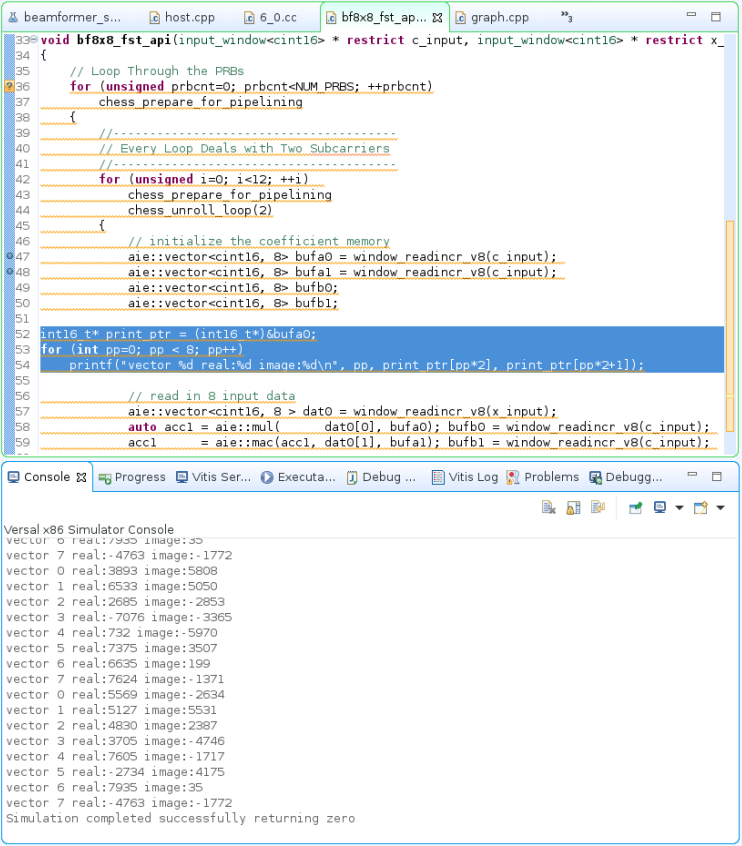 beamformer_s... host.cpp 6_0.cc bf8x8_fst_ap... graph.cpp »3
33 void bf8x8_fst_api(input_window<cint16> * restrict c_input, input_window<cint16> * restrict x_
34 {
35 // Loop Through the PRBs
36 for (unsigned prbcnt=0; prbcnt<NUM_PRBS; ++prbcnt)
37 chess_prepare_for_pipelining
38 {
39 //---------------------------------------
40 // Every Loop Deals with Two Subcarriers
41 //---------------------------------------
42 for (unsigned i=0; i<12; ++i)
43 chess_prepare_for_pipelining
44 chess_unroll_loop(2)
45 {
46 // initialize the coefficient memory
47 aie::vector<cint16, 8> bufa0 = window_readincr_v8(c_input);
48 aie::vector<cint16, 8> bufa1 = window_readincr_v8(c_input);
49 aie::vector<cint16, 8> bufb0;
50 aie::vector<cint16, 8> bufb1;
51
52 int16_t* print_ptr = (int16_t*)&bufa0;
53 for (int pp=0; pp < 8; pp++)
54 printf("vector %d real:%d image:%d\n", pp, print_ptr[pp*2], print_ptr[pp*2+1]);
55
56 // read in 8 input data
57 aie::vector<cint16, 8 > dat0 = window_readincr_v8(x_input);
58 auto acc1 = aie::mul( dat0[0], bufa0); bufb0 = window_readincr_v8(c_input);
59 acc1 = aie::mac(acc1, dat0[1], bufa1); bufb1 = window_readincr_v8(c_input);
Console Progress Vitis Ser... Executa... Debug ... Vitis Log Problems Debugg...
Versal x86 Simulator Console
vector 6 real:7935 image:35
vector 7 real:-4763 image:-1772
vector 0 real:3893 image:5808
vector 1 real:6533 image:5050
vector 2 real:2685 image:-2853
vector 3 real:-7076 image:-3365
vector 4 real:732 image:-5970
vector 5 real:7375 image:3507
vector 6 real:6635 image:199
vector 7 real:7624 image:-1371
vector 0 real:5569 image:-2634
vector 1 real:5127 image:5531
vector 2 real:4830 image:2387
vector 3 real:3705 image:-4746
vector 4 real:7605 image:-1717
vector 5 real:-2734 image:4175
vector 6 real:7935 image:35
vector 7 real:-4763 image:-1772
Simulation completed successfully returning zero